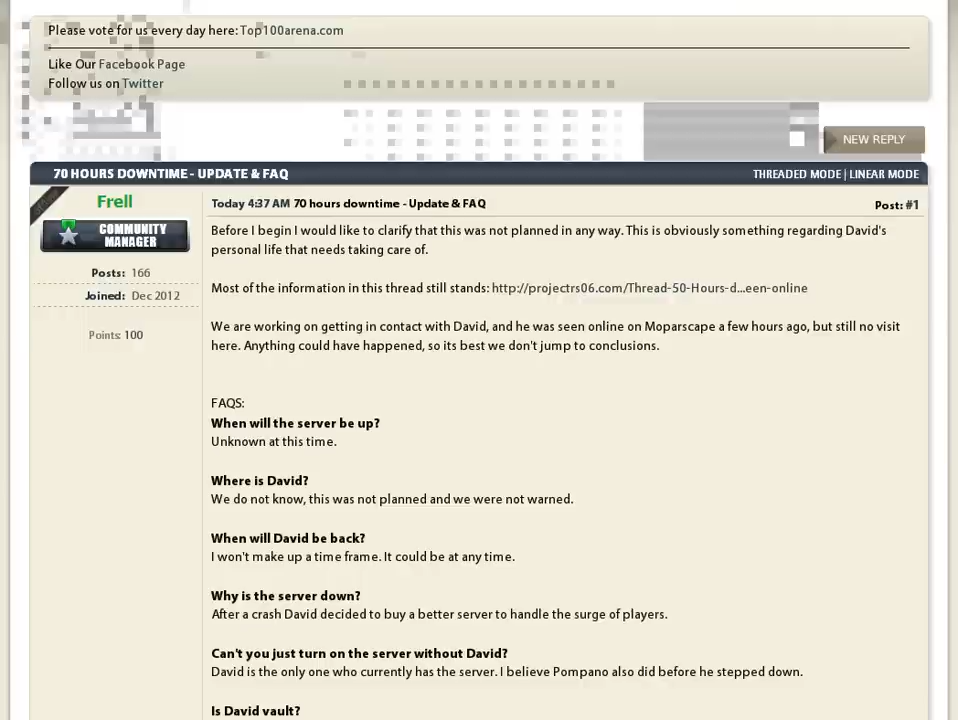 Please vote for us every day here: Top100arena.com
Like Our Facebook Page
Follow us on Twitter
NEW REPLY
70 HOURS DOWNTIME - UPDATE & FAQ
THREADED MODE | LINEAR MODE
Frell
COMMUNITY
MANAGER
Posts: 166
Joined: Dec 2012
Points: 100
Today 4:37 AM 70 hours downtime - Update & FAQ
Post: #1
Before I begin I would like to clarify that this was not planned in any way. This is obviously something regarding David's
personal life that needs taking care of.
Most of the information in this thread still stands: http://projectrs06.com/Thread-50-Hours-d...een-online
We are working on getting in contact with David, and he was seen online on Moparscape a few hours ago, but still no visit
here. Anything could have happened, so its best we don't jump to conclusions.
FAQS:
When will the server be up?
Unknown at this time.
Where is David?
We do not know, this was not planned and we were not warned.
When will David be back?
I won't make up a time frame. It could be at any time.
Why is the server down?
After a crash David decided to buy a better server to handle the surge of players.
Can't you just turn on the server without David?
David is the only one who currently has the server. I believe Pompano also did before he stepped down.
Is David vault?